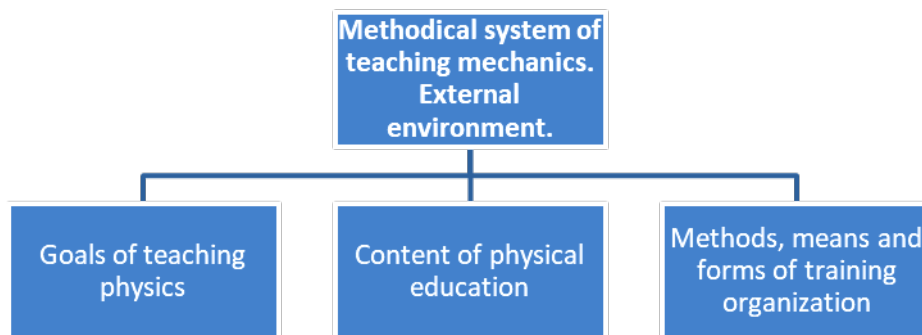 Methodical system of
teaching mechanics.
External
environment.
Goals of teaching
physics
Content of physical
education
Methods, means and
forms of training
organization